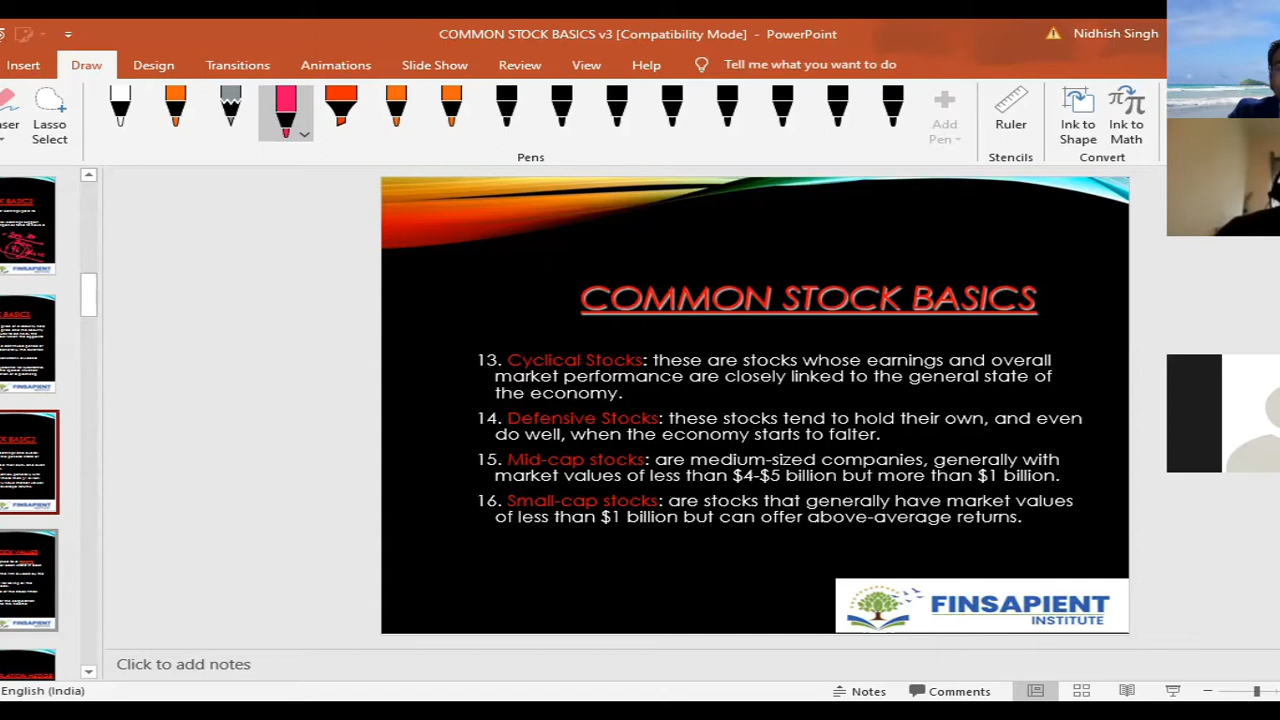 COMMON STOCK BASICS v3 [Compatibility Mode] - PowerPoint
Nidhish Singh
Insert Draw Design Transitions Animations Slide Show Review View Help Tell me what you want to do
Lasso Select
Add Pen
Ruler
Ink to Shape
Ink to Math
Pens
Stencils
Convert
COMMON STOCK BASICS
13. Cyclical Stocks: these are stocks whose earnings and overall
market performance are closely linked to the general state of
the economy.
14. Defensive Stocks: these stocks tend to hold their own, and even
do well, when the economy starts to falter.
15. Mid-cap stocks: are medium-sized companies, generally with
market values of less than $4-$5 billion but more than $1 billion.
16. Small-cap stocks: are stocks that generally have market values
of less than $1 billion but can offer above-average returns.
FINSAPIENT
INSTITUTE
Click to add notes
English (India)
Notes Comments